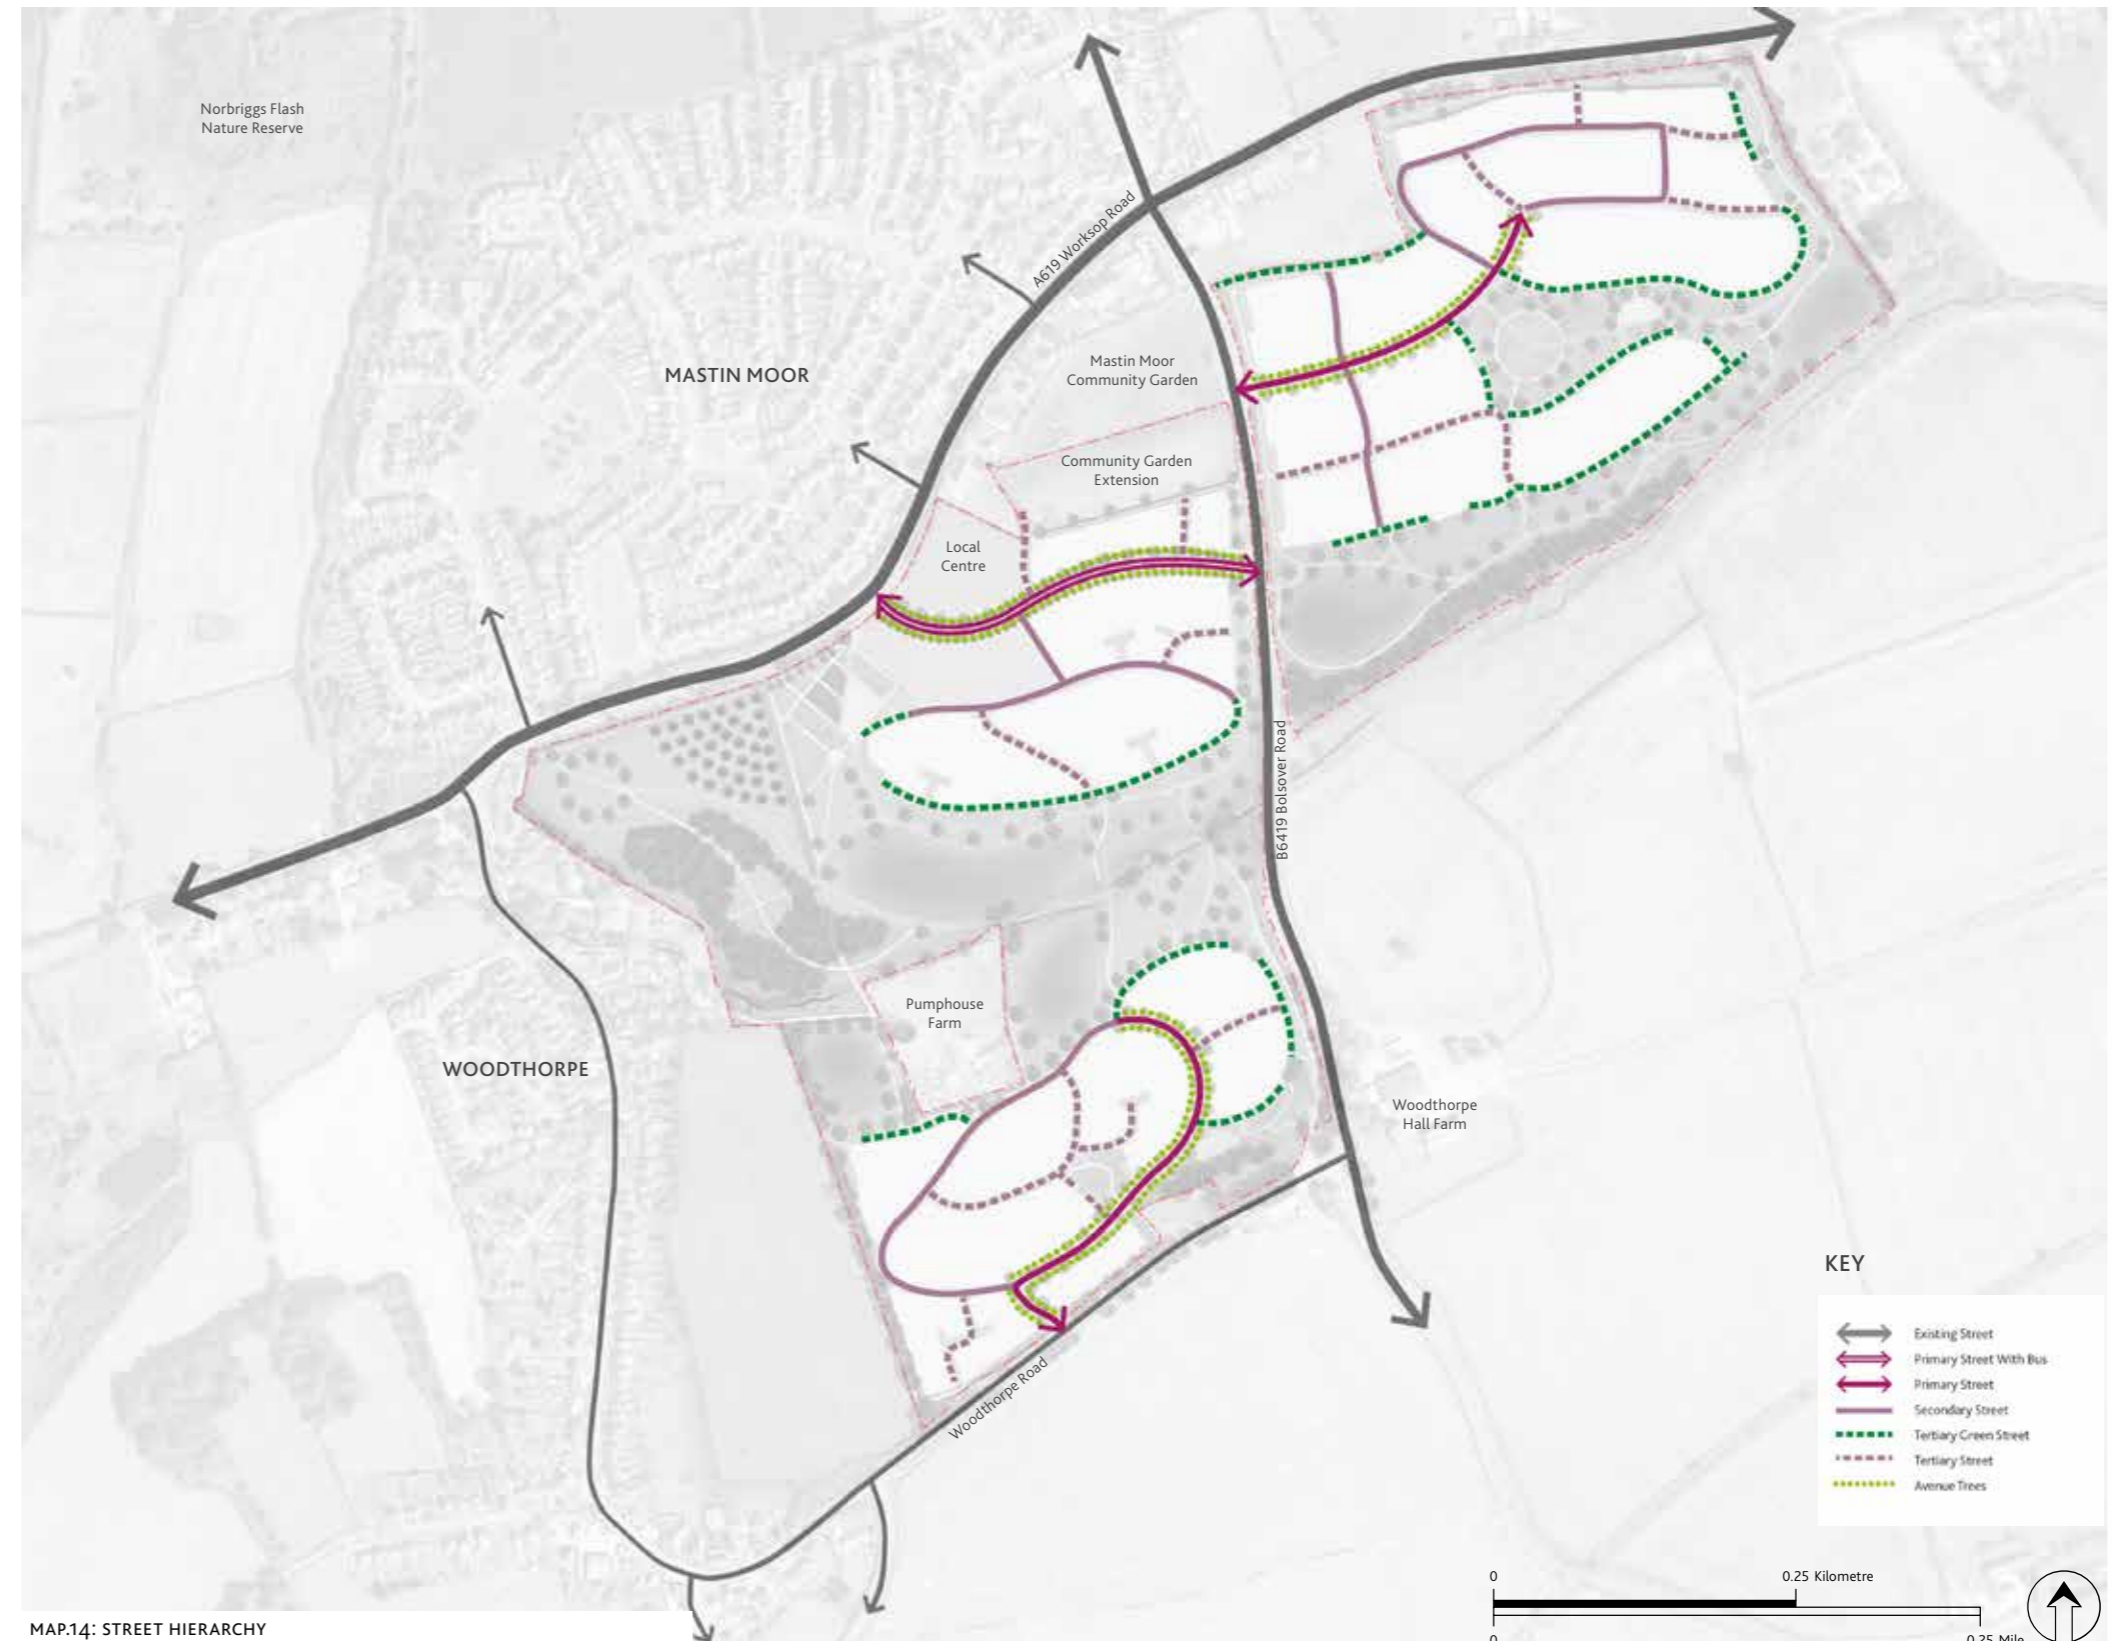 Norbriggs Flash
Nature Reserve
A619 Worksop Road
MASTIN MOOR
Mastin Moor
Community Garden
Community Garden
Extension
Local
Centre
B6419 Bolsover Road
Pumphouse
Farm
WOODTHORPE
Woodthorpe
Hall Farm
Woodthorpe Road
KEY
Existing Street
Primary Street With Bus
Primary Street
Secondary Street
Tertiary Green Street
Tertiary Street
Avenue Trees
0 0.25 Kilometre
0 0.25 Mile
MAP.14: STREET HIERARCHY